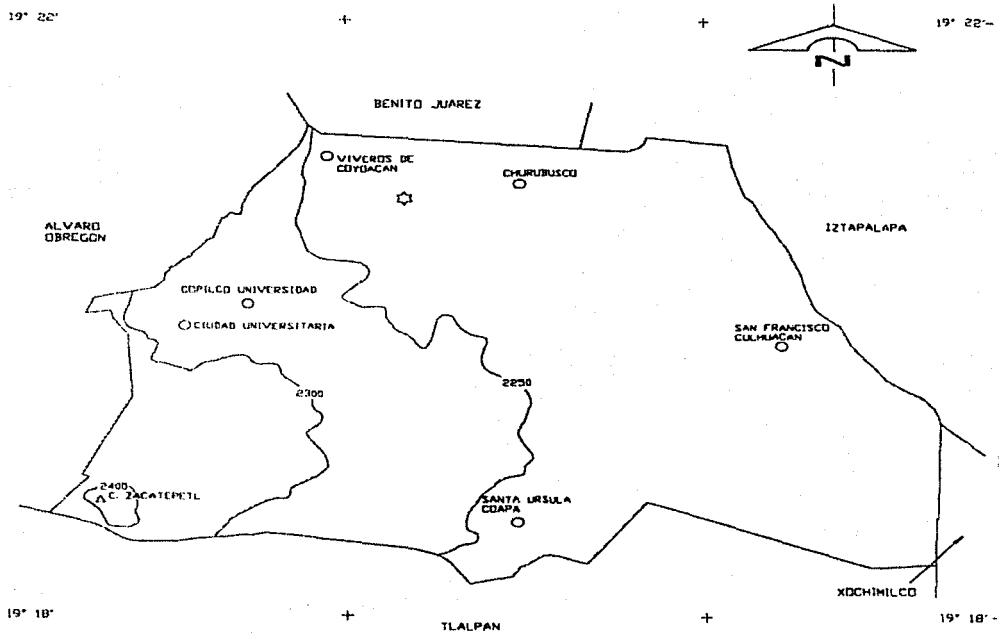 19° 22'
19° 22'
N
BENITO JUAREZ
VIVEROS DE
COYOACAN
CHURUBUSCO
ALVARO
OBREGON
IZTAPALAPA
COPILCO UNIVERSIDAD
CIUDAD UNIVERSITARIA
SAN FRANCISCO
CULHUACAN
2250
2300
2400
C. ZACATEPETL
SANTA URSULA
COAPA
XOCHIMILCO
19° 18'
TLALPAN
19° 18'